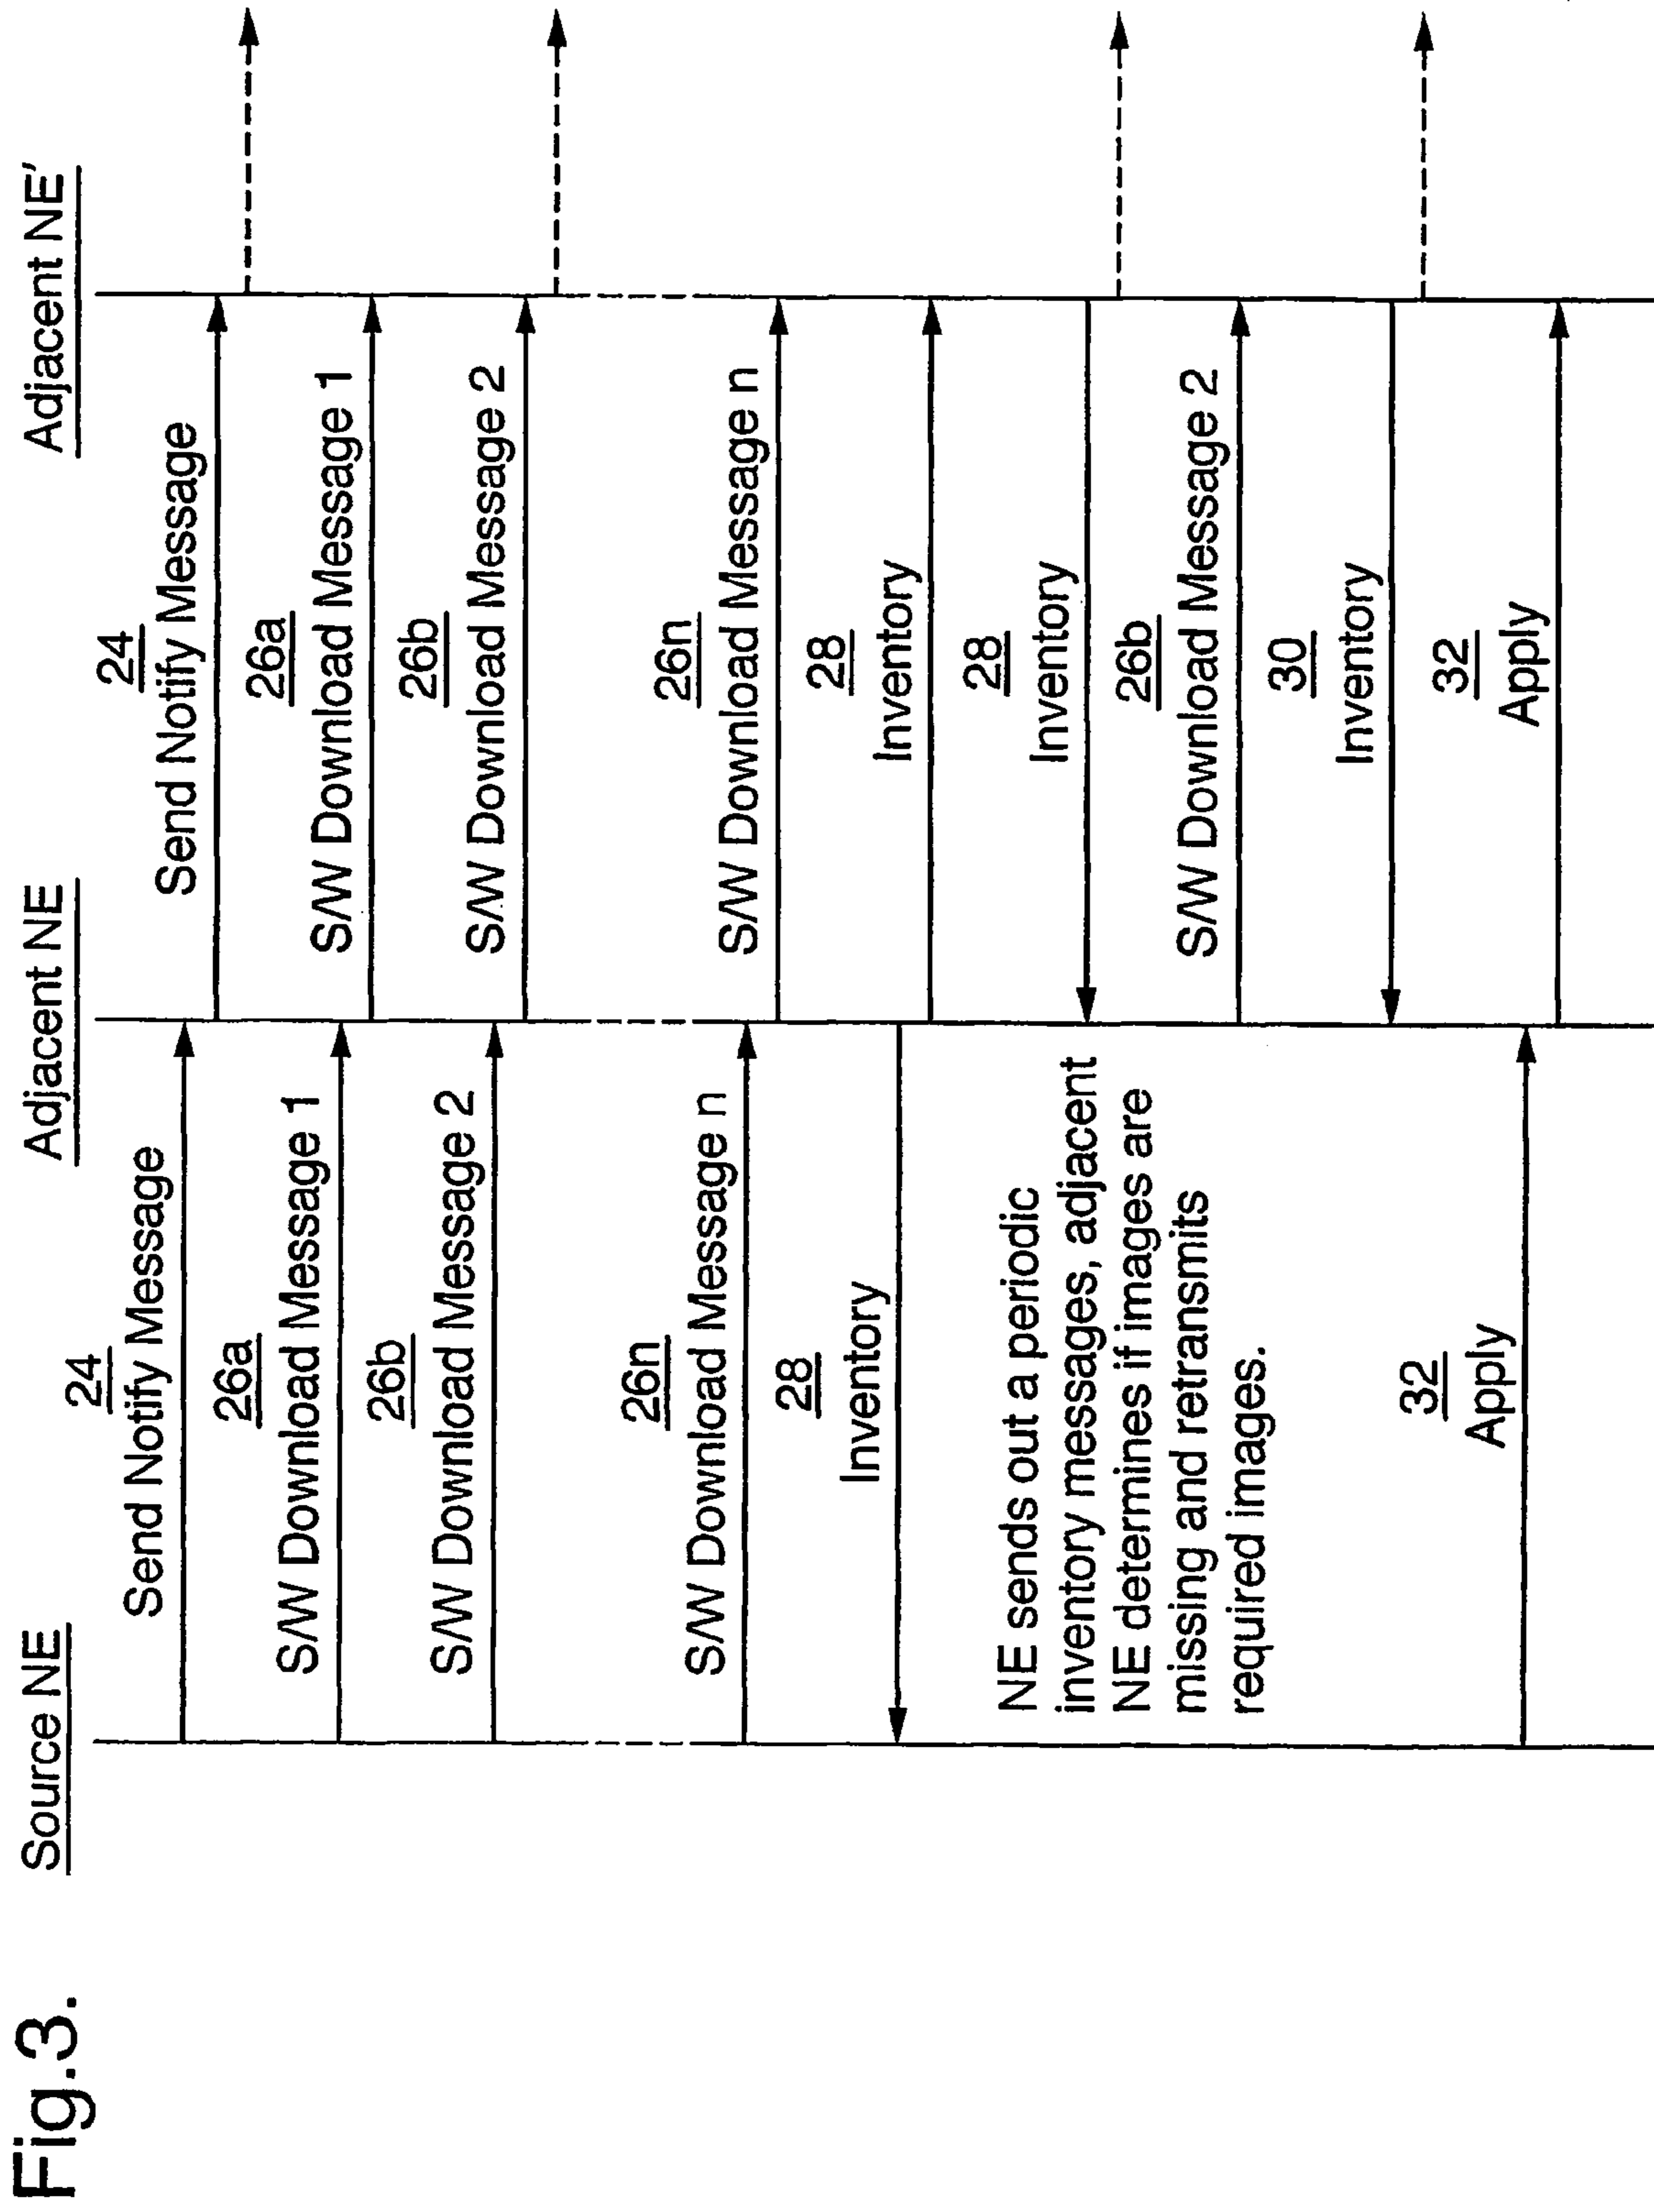 Fig.3.
Source NE
Adjacent NE
Adjacent NE'
24
Send Notify Message
24
Send Notify Message
26a
S/W Download Message 1
26a
S/W Download Message 1
26b
S/W Download Message 2
26b
S/W Download Message 2
26n
S/W Download Message n
26n
S/W Download Message n
28
Inventory
28
Inventory
28
Inventory
NE sends out a periodic
inventory messages, adjacent
NE determines if images are
missing and retransmits
required images.
26b
S/W Download Message 2
30
Inventory
32
Apply
32
Apply